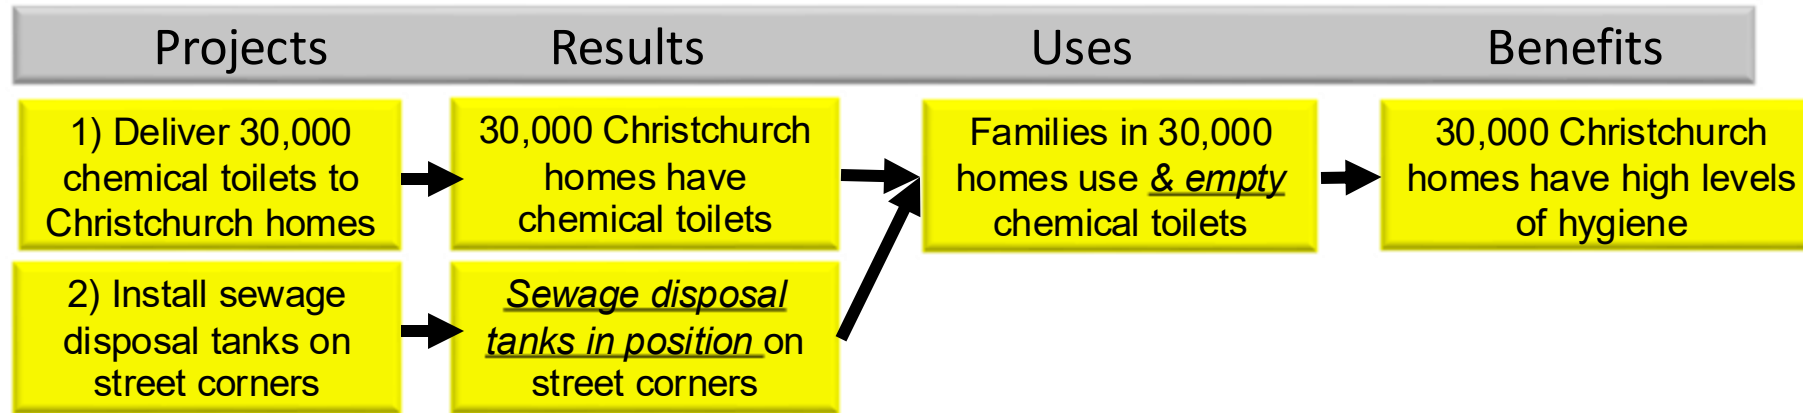 Projects Results Uses Benefits
1) Deliver 30,000
chemical toilets to
Christchurch homes
30,000 Christchurch
homes have
chemical toilets
Families in 30,000
homes use & empty
chemical toilets
30,000 Christchurch
homes have high levels
of hygiene
2) Install sewage
disposal tanks on
street corners
Sewage disposal
tanks in position on
street corners